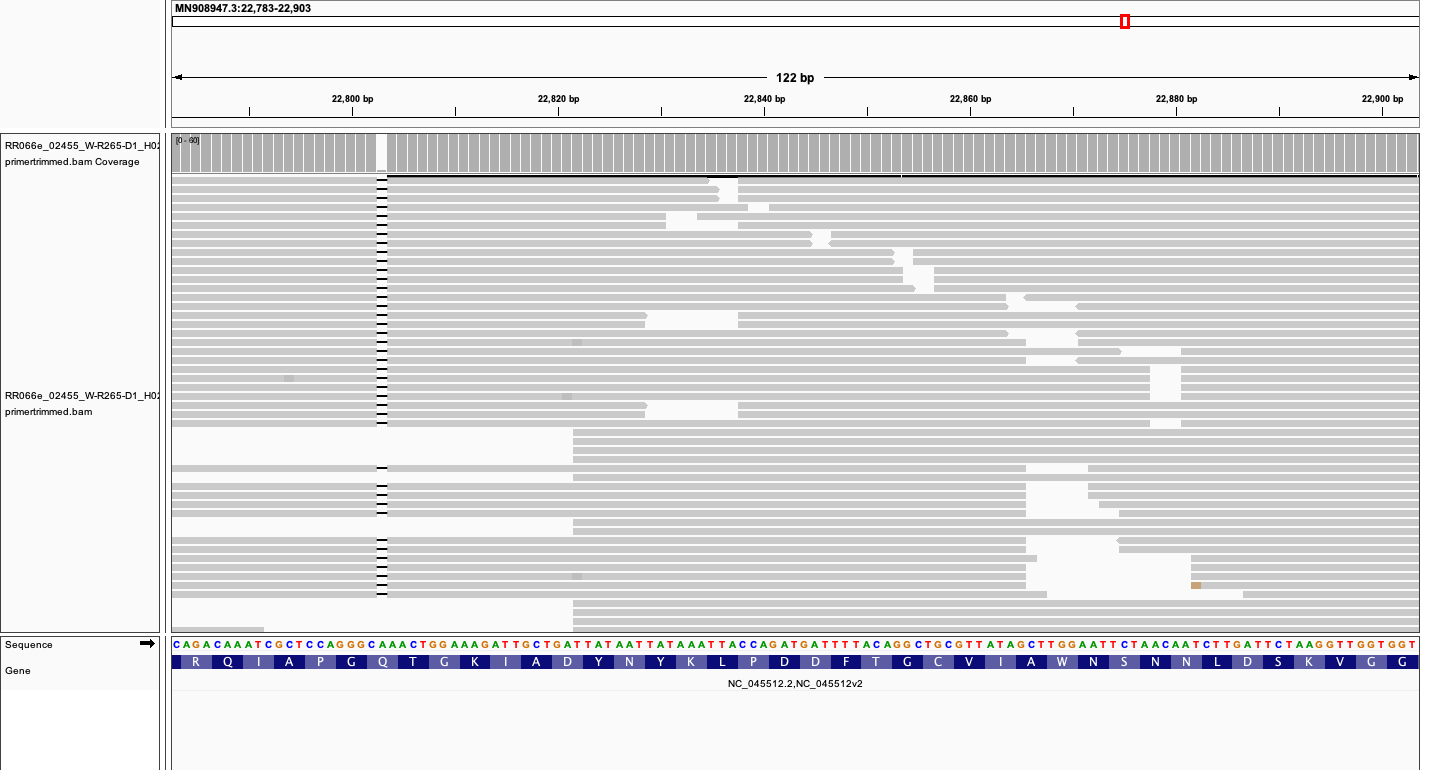 MN908947.3:22,783-22,903
122 bp
22,800 bp 22,820 bp 22,840 bp 22,860 bp 22,880 bp 22,900 bp
RR066e_02455_W-R265-D1_H02
primertrimmed.bam Coverage
[0 - 60]
RR066e_02455_W-R265-D1_H02
primertrimmed.bam
Sequence
CAGACAAATCGCTCCAGGGCAAACTGGAAAGATTGCTGATTATAATTATAAATTACCAGATGATTTTACAGGCTGCGTTATAGCTTGGAATTCTAACAATCTTGATTCTAAGGTTGGTGGT
Gene
R Q I A P G Q T G K I A D Y N Y K L P D D F T G C V I A W N S N N L D S K V G G
NC_045512.2,NC_045512v2